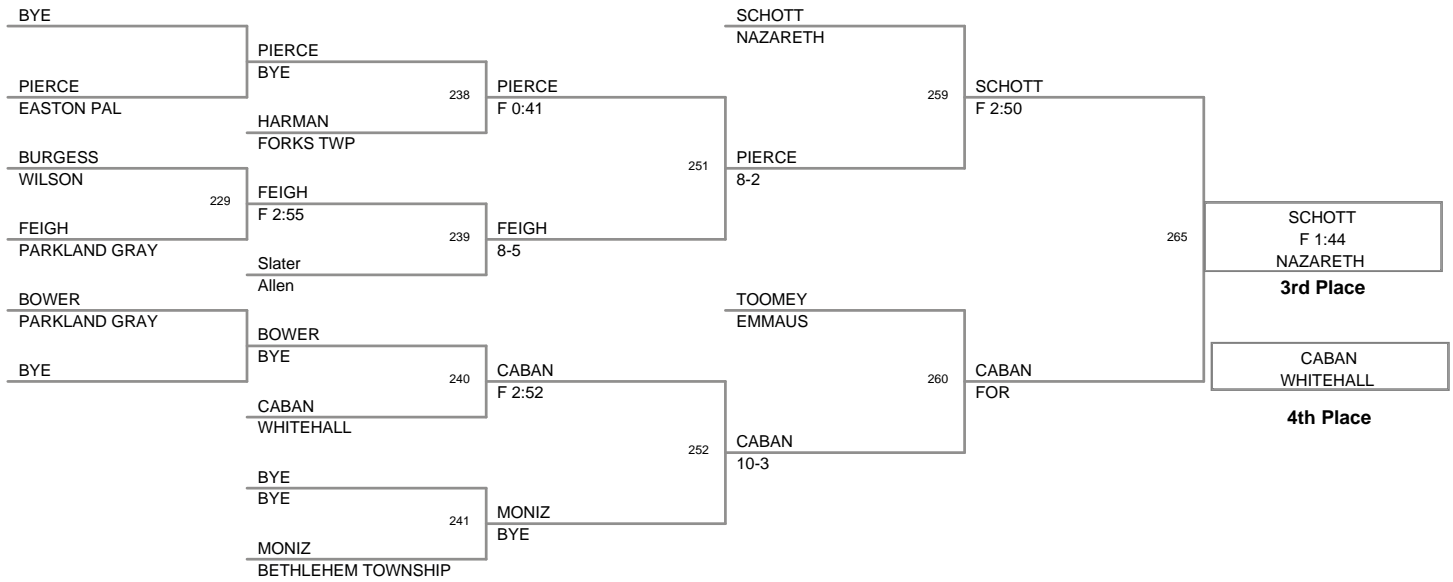 BYE
PIERCE
EASTON PAL
BURGESS
WILSON
229
FEIGH
PARKLAND GRAY
BOWER
PARKLAND GRAY
BYE
PIERCE
BYE
238
HARMAN
FORKS TWP
FEIGH
F 2:55
239
Slater
Allen
BOWER
BYE
240
CABAN
WHITEHALL
BYE
BYE
241
MONIZ
BETHLEHEM TOWNSHIP
PIERCE
F 0:41
251
FEIGH
8-5
CABAN
F 2:52
252
MONIZ
BYE
SCHOTT
NAZARETH
259
PIERCE
8-2
TOOMEY
EMMAUS
260
CABAN
10-3
SCHOTT
F 2:50
265
CABAN
FOR
SCHOTT
F 1:44
NAZARETH
3rd Place
CABAN
WHITEHALL
4th Place